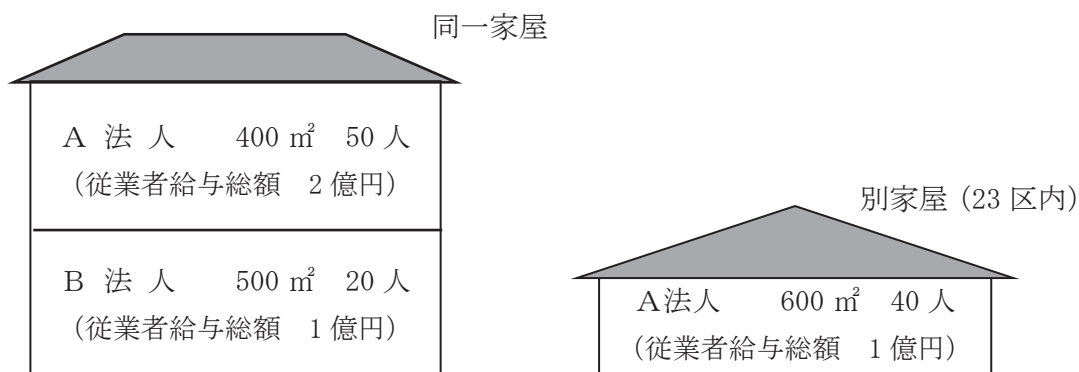 同一家屋
A 法 人 400 ㎡ 50 人
（従業者給与総額 2 億円）
B 法 人 500 ㎡ 20 人
（従業者給与総額 1 億円）
別家屋（23 区内）
A法人 600 ㎡ 40 人
（従業者給与総額 1 億円）